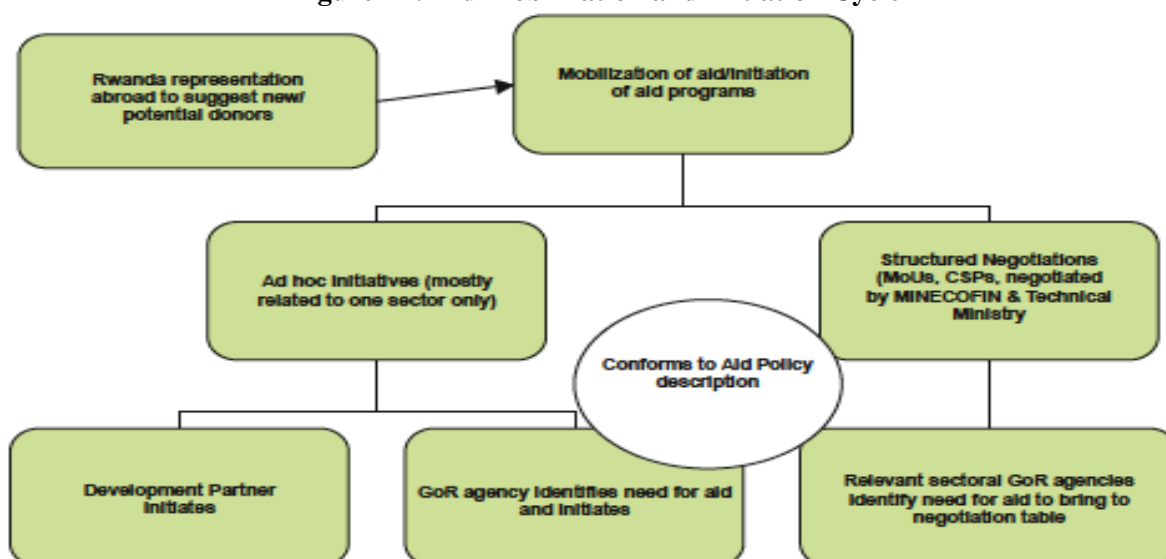 Rwanda representation
abroad to suggest new/
potential donors
Mobilization of aid/initiation
of aid programs
Ad hoc initiatives (mostly
related to one sector only)
Structured Negotiations
(MoUs, CSPs, negotiated
by MINECOFIN & Technical
Ministry
Conforms to Aid Policy
description
Development Partner
initiates
GoR agency identifies need for aid
and initiates
Relevant sectoral GoR agencies
identify need for aid to bring to
negotiation table